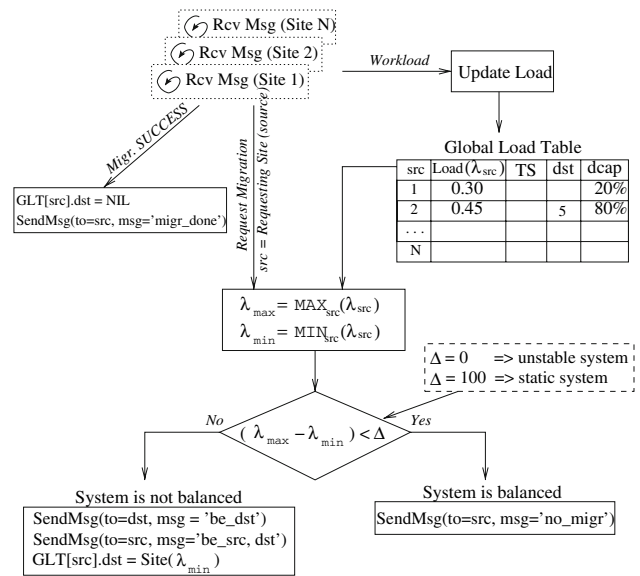 Rcv Msg (Site N)
Rcv Msg (Site 2)
Rcv Msg (Site 1)
Workload
Update Load
Migr. SUCCESS
Request Migration
src = Requesting Site (source)
GLT[src].dst = NIL
SendMsg(to=src, msg='migr_done')
Global Load Table
src Load(λsrc) TS dst dcap
1 0.30 20%
2 0.45 5 80%
. . .
N
λmax = MAXsrc(λsrc)
λmin = MINsrc(λsrc)
Δ = 0 => unstable system
Δ = 100 => static system
No
( λmax − λmin ) < Δ
Yes
System is not balanced
SendMsg(to=dst, msg = 'be_dst')
SendMsg(to=src, msg='be_src, dst')
GLT[src].dst = Site(λmin)
System is balanced
SendMsg(to=src, msg='no_migr')